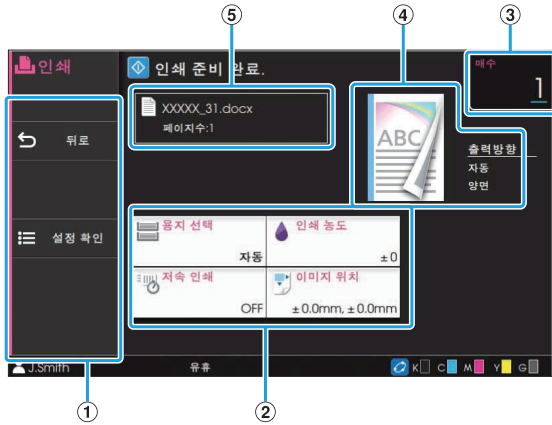 ⑤
④
③
인쇄
인쇄 준비 완료.
매수
1
XXXXX_31.docx
페이지수:1
ABC
출력방향
자동
양면
뒤로
설정 확인
용지 선택
자동
인쇄 농도
±0
저속 인쇄
OFF
이미지 위치
±0.0mm, ±0.0mm
J.Smith
유휴
K C M Y G
①
②